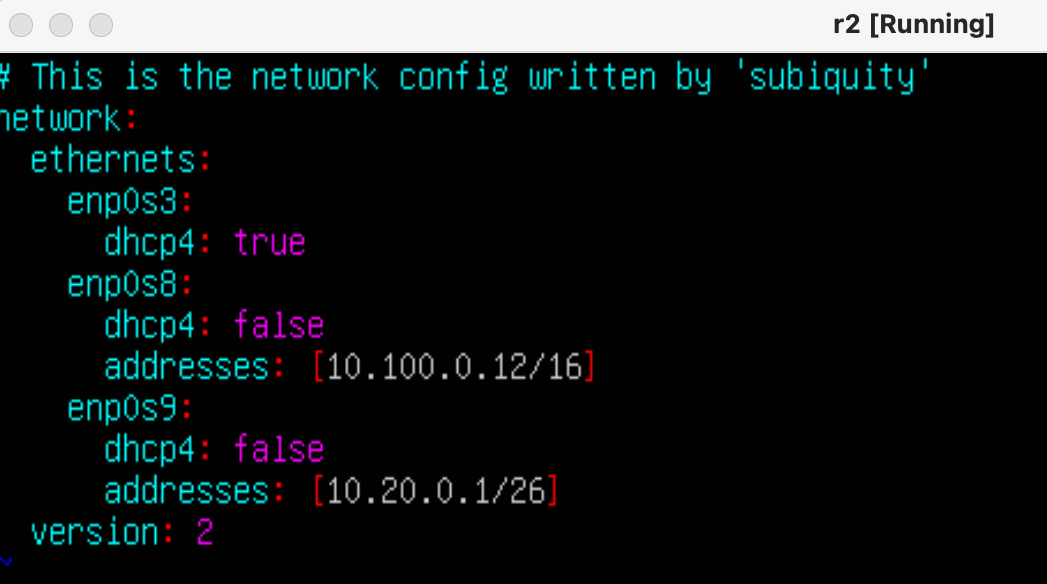 r2 [Running]
# This is the network config written by 'subiquity'
network:
  ethernets:
    enp0s3:
      dhcp4: true
    enp0s8:
      dhcp4: false
      addresses: [10.100.0.12/16]
    enp0s9:
      dhcp4: false
      addresses: [10.20.0.1/26]
  version: 2
~